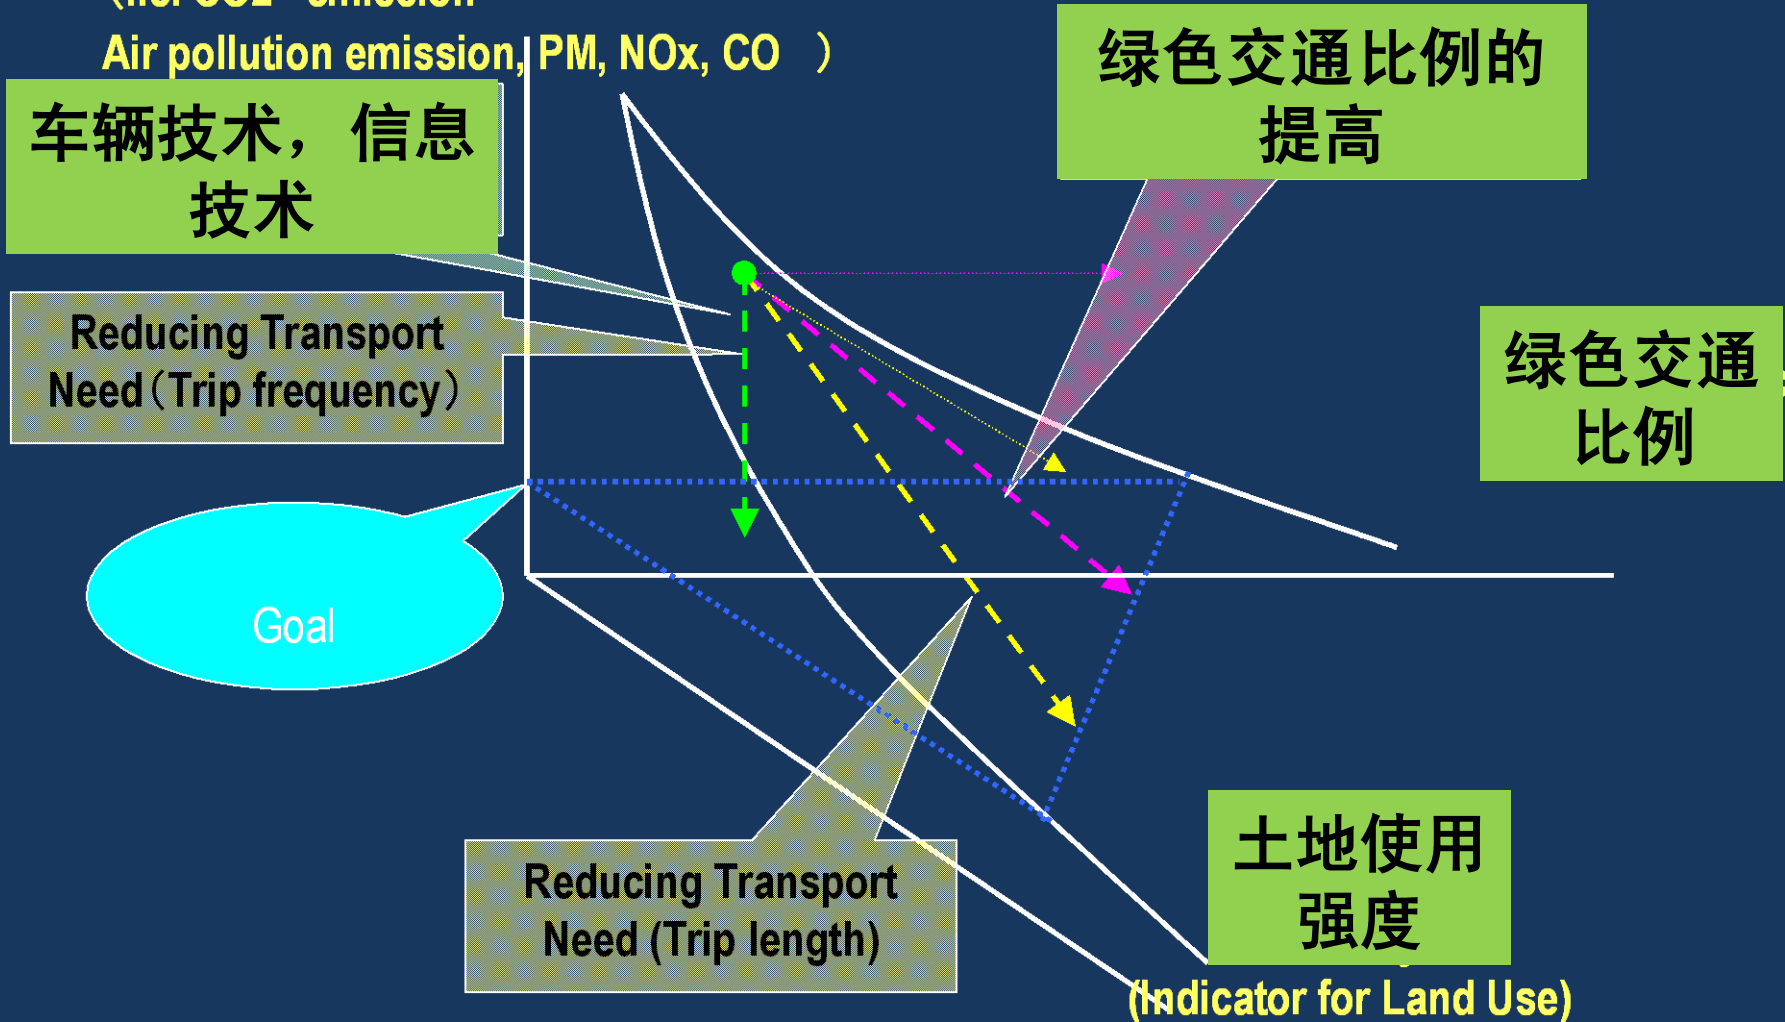 Air pollution emission, PM, NOx, CO )
车辆技术，信息
技术
绿色交通比例的
提高
Reducing Transport
Need（Trip frequency）
绿色交通
比例
Goal
Reducing Transport
Need (Trip length)
土地使用
强度
(Indicator for Land Use)